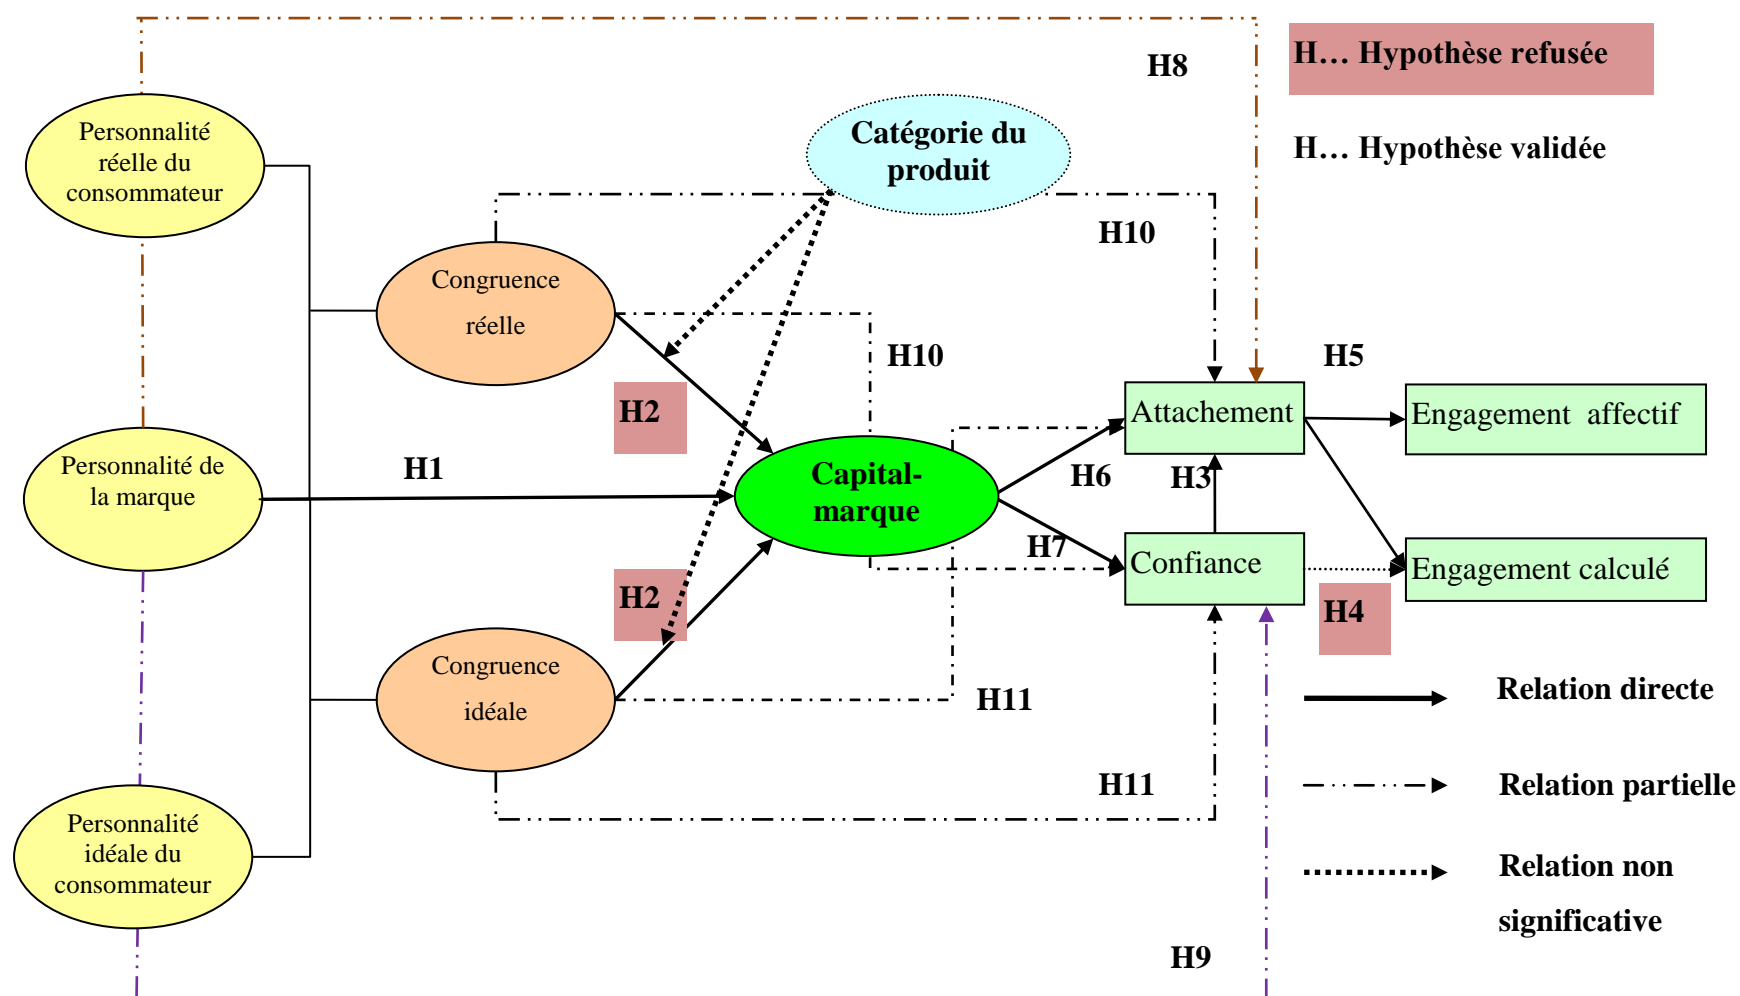 H8
H... Hypothèse refusée
Personnalité
réelle du
consommateur
Catégorie du
produit
H... Hypothèse validée
H10
Congruence
réelle
H10
H5
H2
Attachement
Engagement  affectif
Personnalité de
la marque
H1
Capital-
marque
H6
H3
H7
Confiance
Engagement calculé
H2
H4
Congruence
idéale
H11
Relation directe
H11
Relation partielle
Personnalité
idéale du
consommateur
Relation non
significative
H9